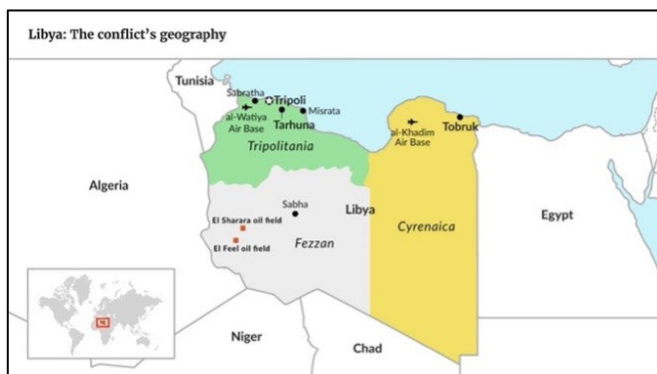 Libya: The conflict's geography
Tunisia
Sabratha
Tripoli
Misrata
al-Watiya
Air Base
Tarhuna
Tripolitania
al-Khadim
Air Base
Tobruk
Algeria
Sabha
Libya
El Sharara oil field
El Feel oil field
Fezzan
Cyrenaica
Egypt
Niger
Chad